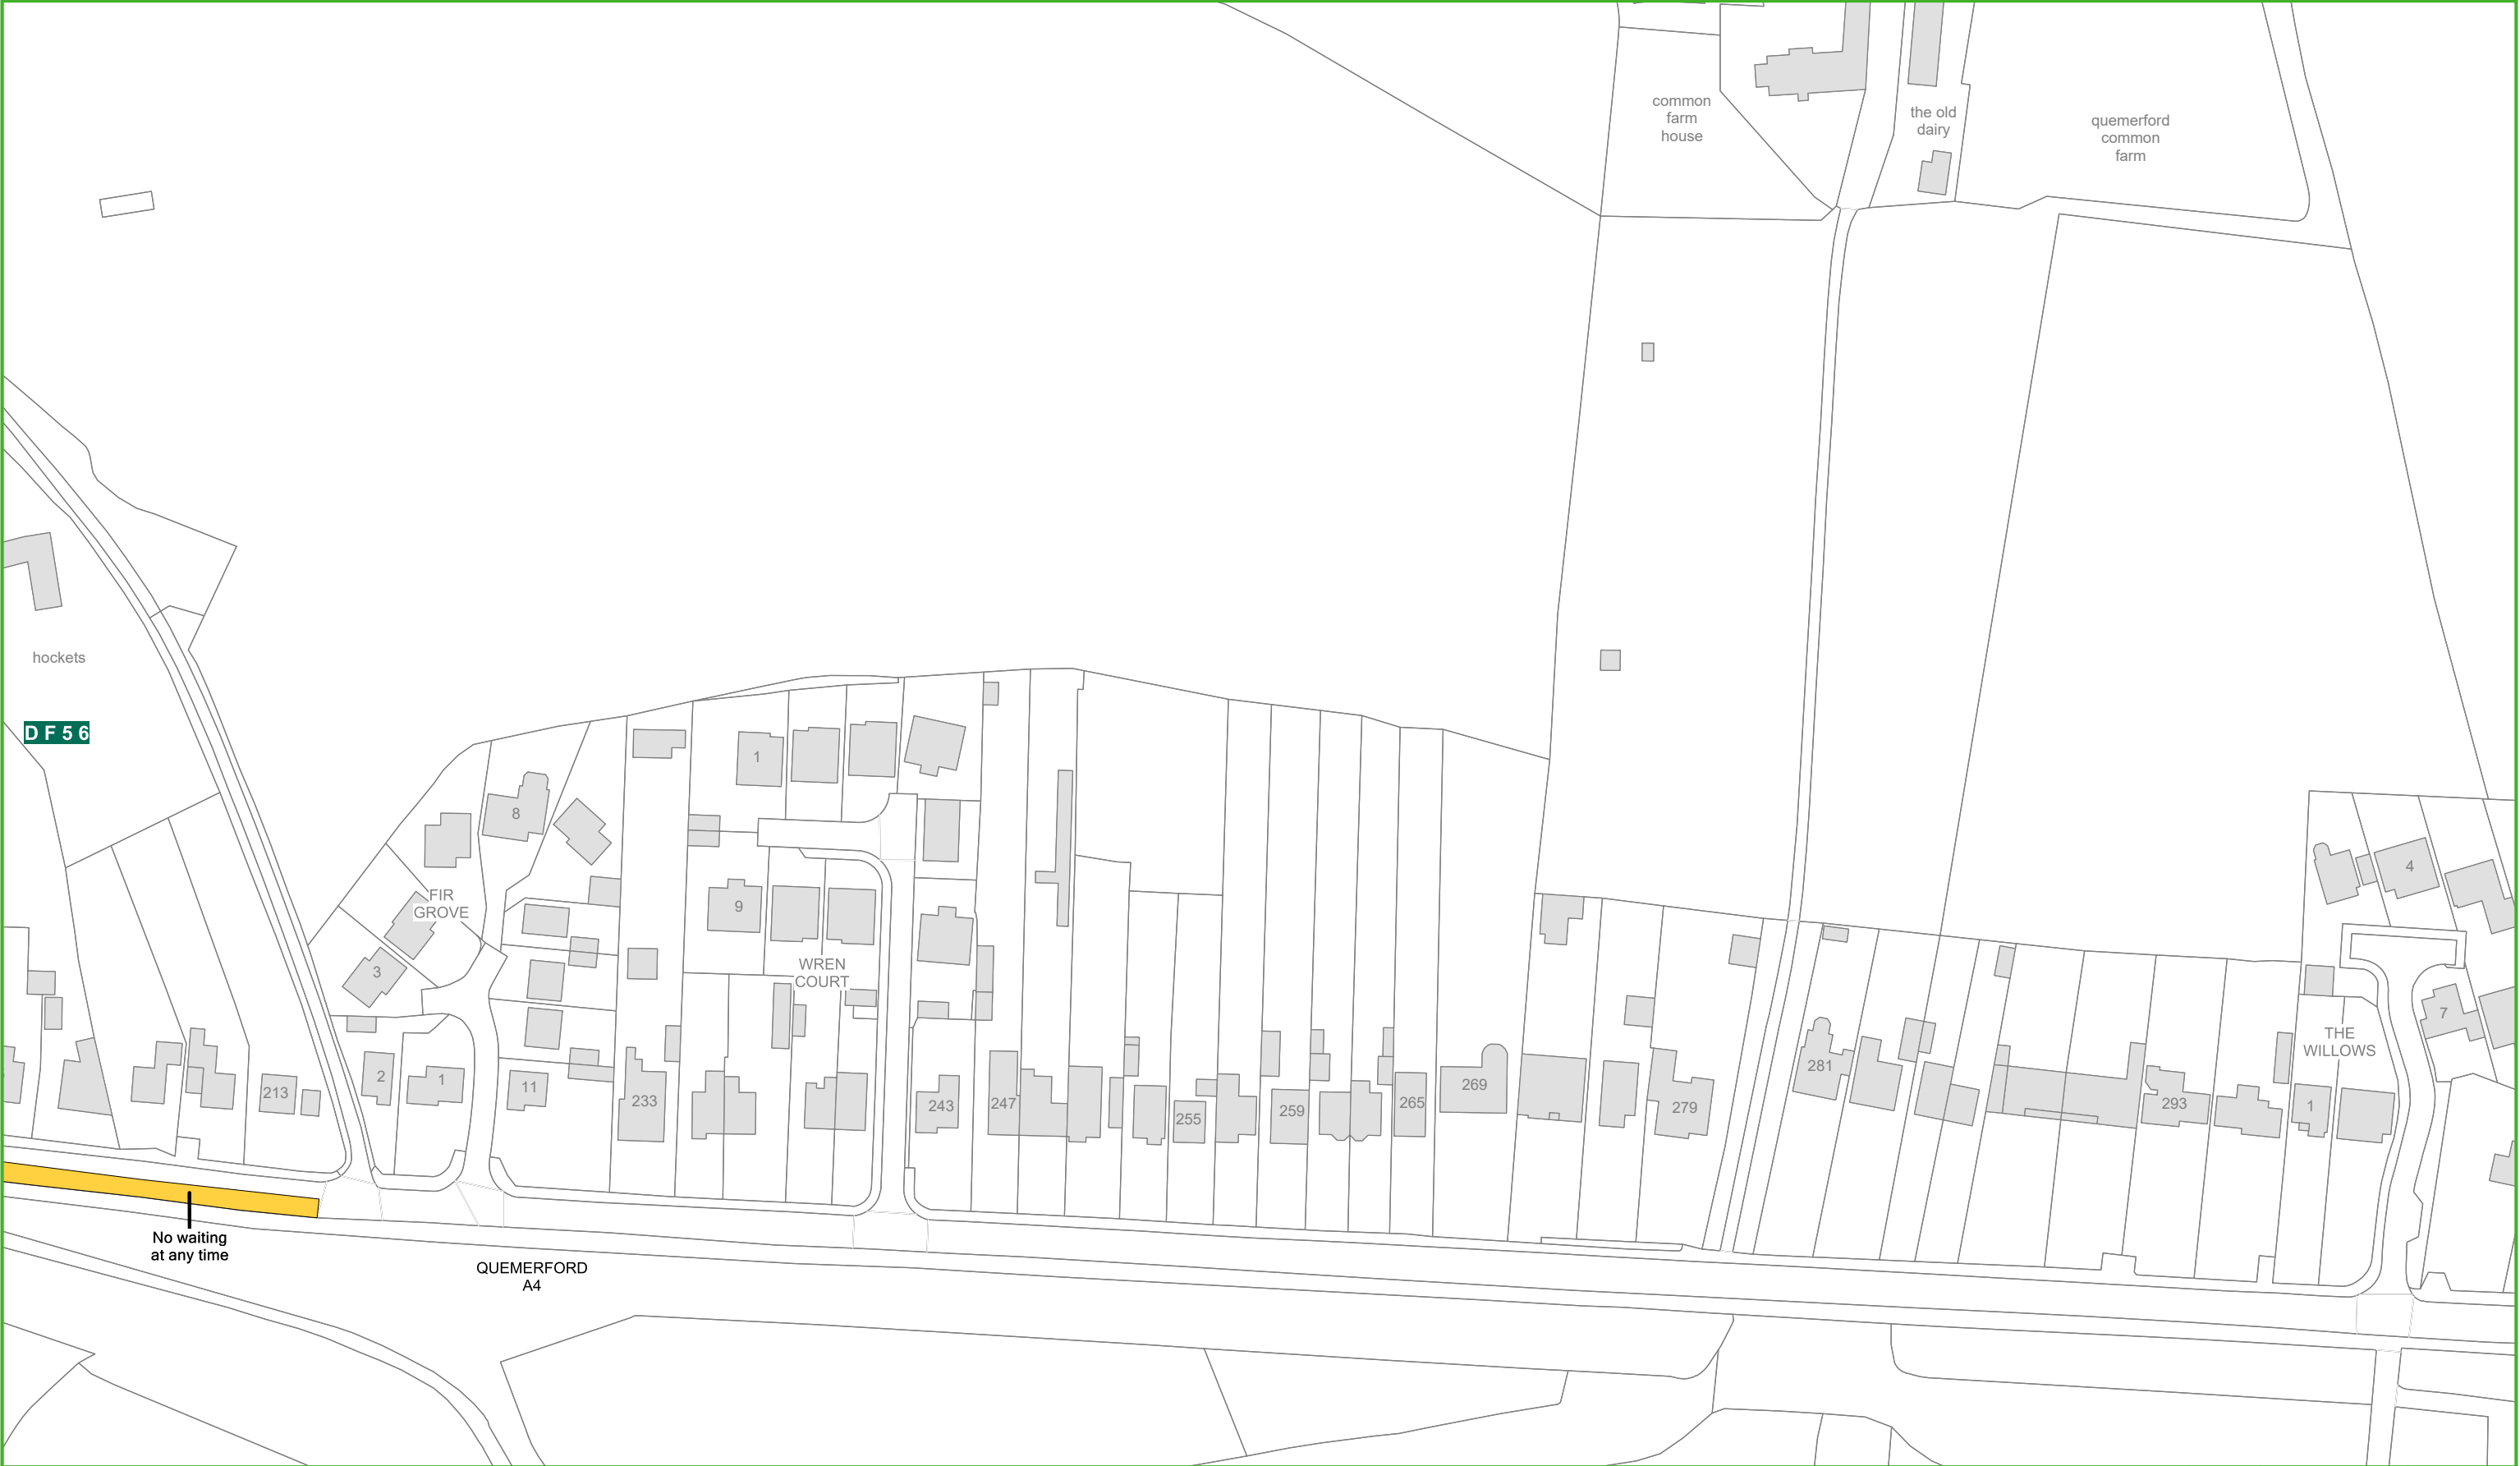 common
farm
house
the old
dairy
quemerford
common
farm
hockets
DF56
1
8
FIR
GROVE
9
3
WREN
COURT
4
7
THE
WILLOWS
2
1
213
11
233
243
247
255
259
265
269
279
281
293
1
No waiting
at any time
QUEMERFORD
A4